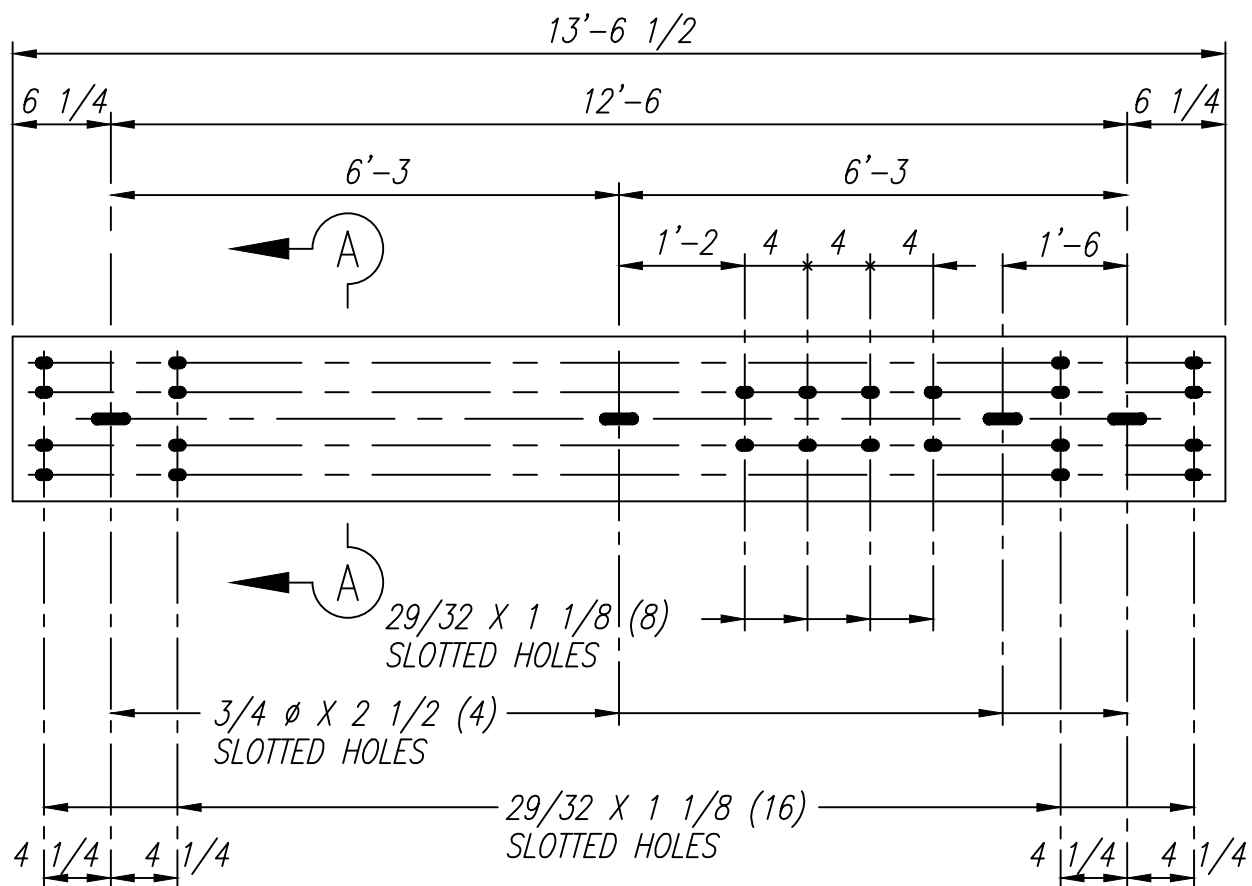 13'-6 1/2
6 1/4
12'-6
6 1/4
6'-3
6'-3
A
1'-2
4
4
4
1'-6
A
29/32 X 1 1/8 (8)
SLOTTED HOLES
3/4 ø X 2 1/2 (4)
SLOTTED HOLES
29/32 X 1 1/8 (16)
SLOTTED HOLES
4 1/4
4 1/4
4 1/4
4 1/4